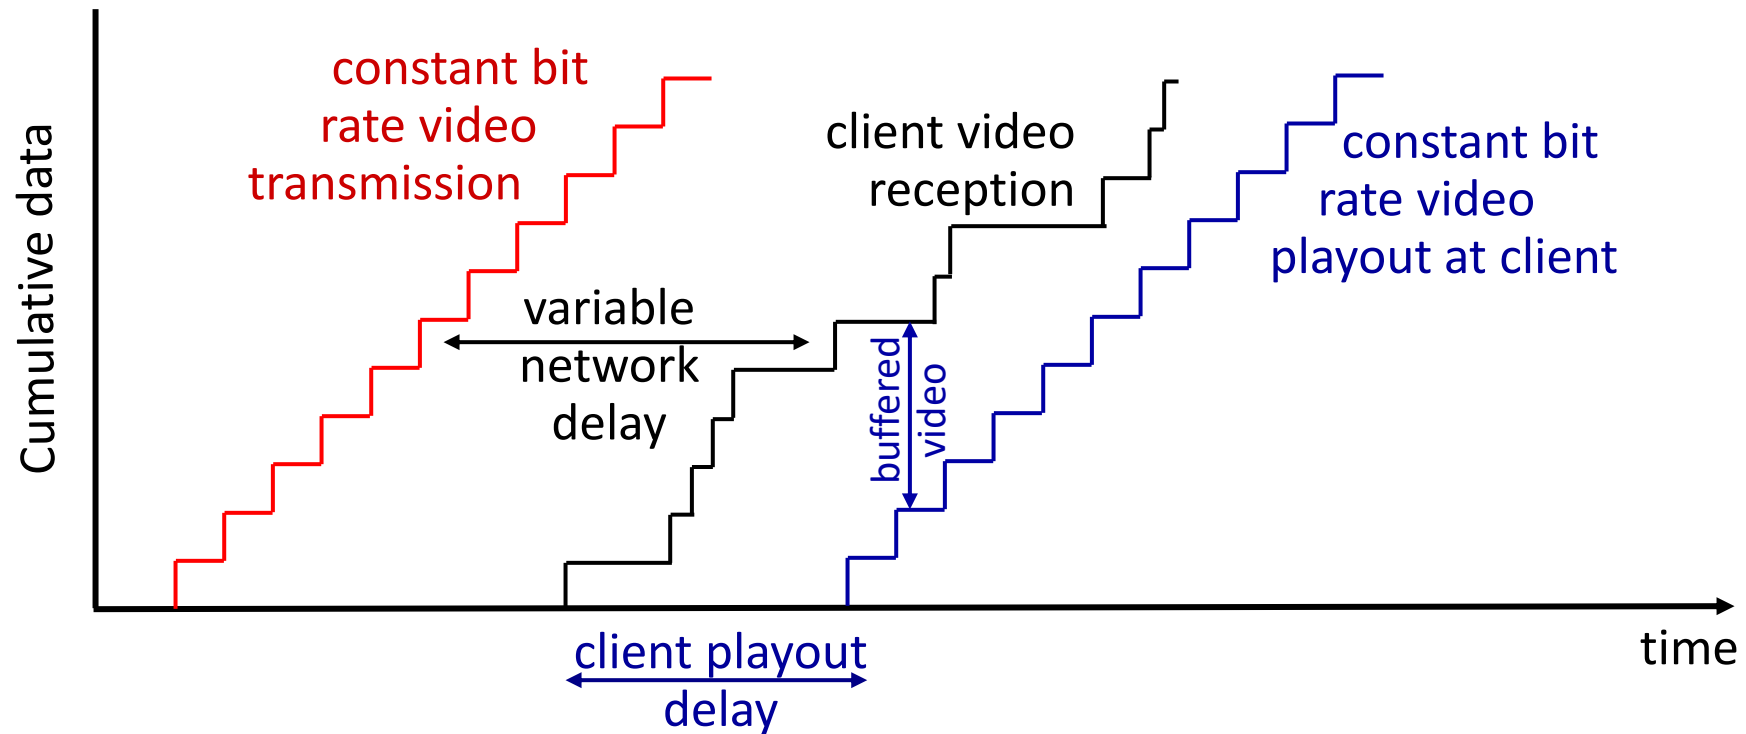 constant bit
rate video
transmission
client video
reception
constant bit
rate video
playout at client
Cumulative data
variable
network
delay
buffered
video
time
client playout
delay